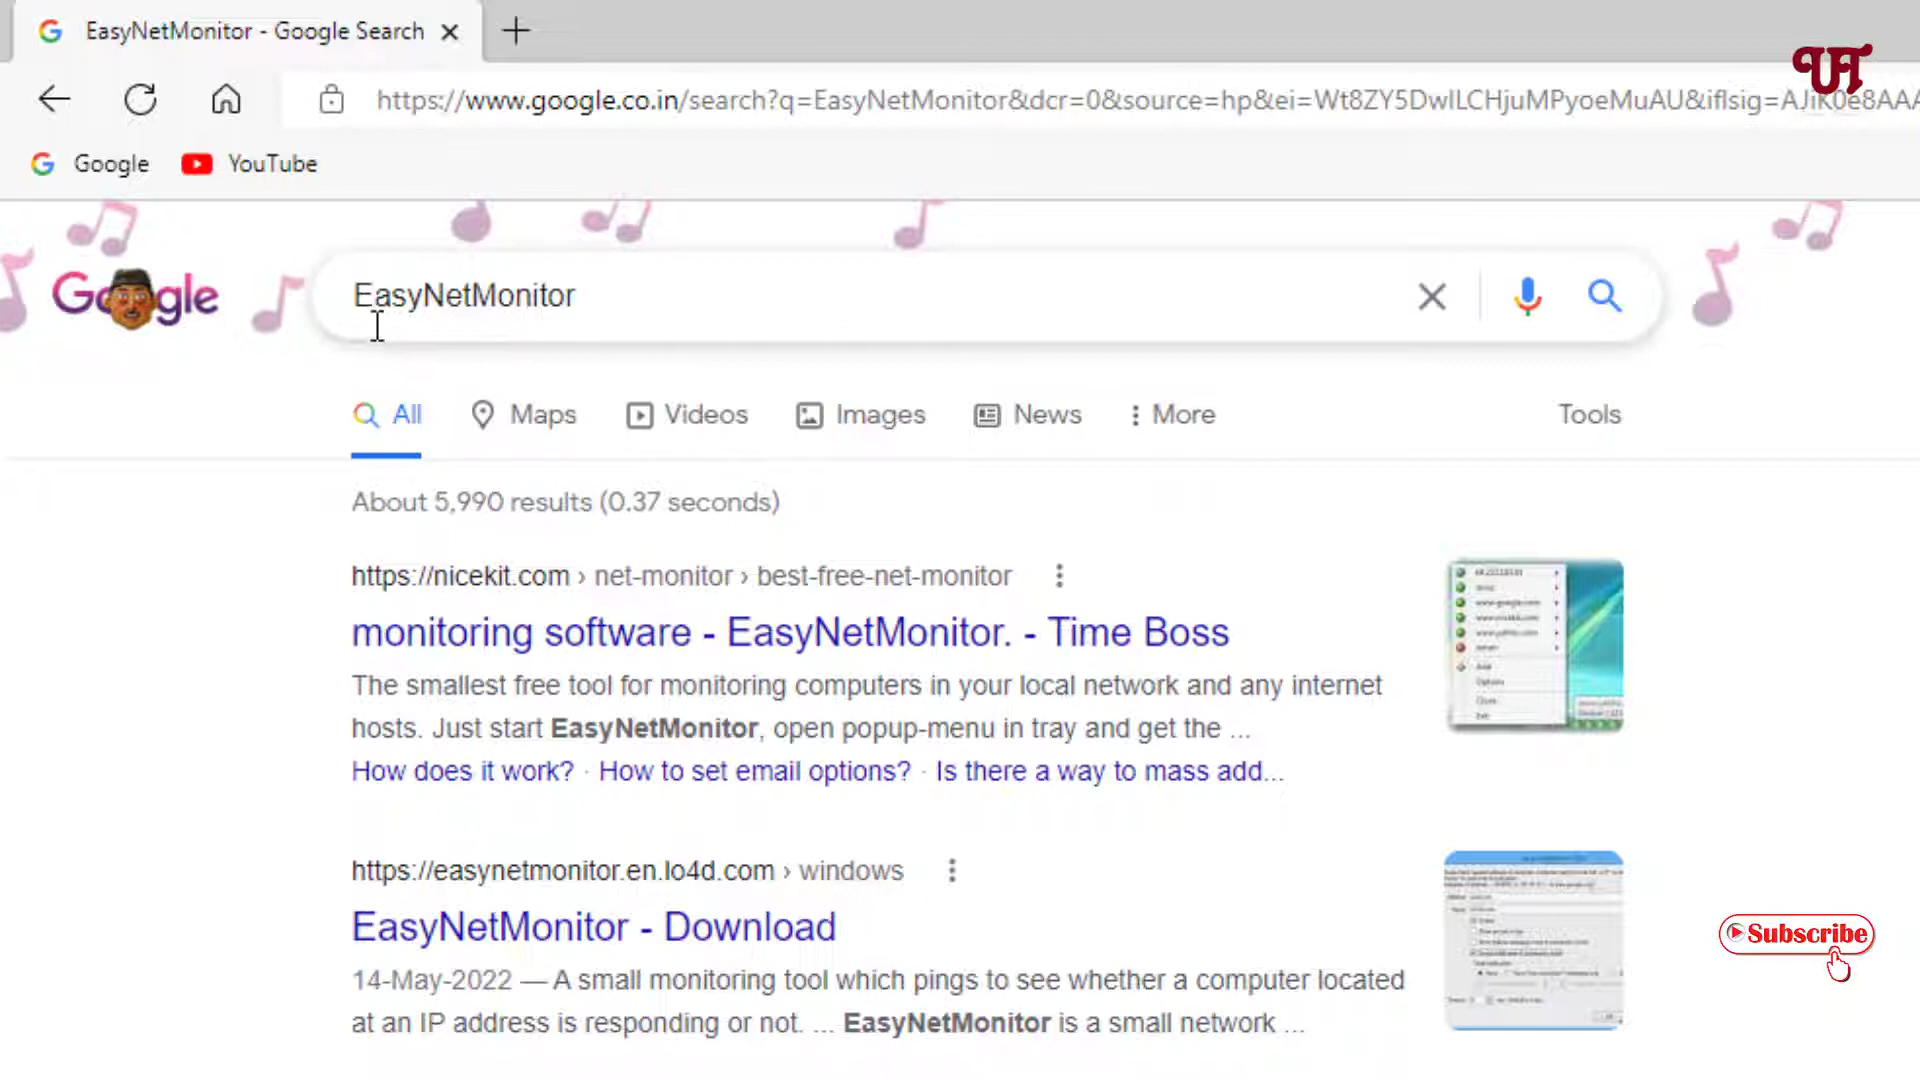 EasyNetMonitor - Google Search
UT
https://www.google.co.in/search?q=EasyNetMonitor&dcr=0&source=hp&ei=Wt8ZY5DwILCHjuMPyoeMuAU&iflsig=AJiK0e8AAA
Google YouTube
Google
EasyNetMonitor
All Maps Videos Images News More Tools
About 5,990 results (0.37 seconds)
https://nicekit.com › net-monitor › best-free-net-monitor
monitoring software - EasyNetMonitor. - Time Boss
The smallest free tool for monitoring computers in your local network and any internet
hosts. Just start EasyNetMonitor, open popup-menu in tray and get the ...
How does it work? · How to set email options? · Is there a way to mass add...
https://easynetmonitor.en.lo4d.com › windows
EasyNetMonitor - Download
Subscribe
14-May-2022 — A small monitoring tool which pings to see whether a computer located
at an IP address is responding or not. ... EasyNetMonitor is a small network ...